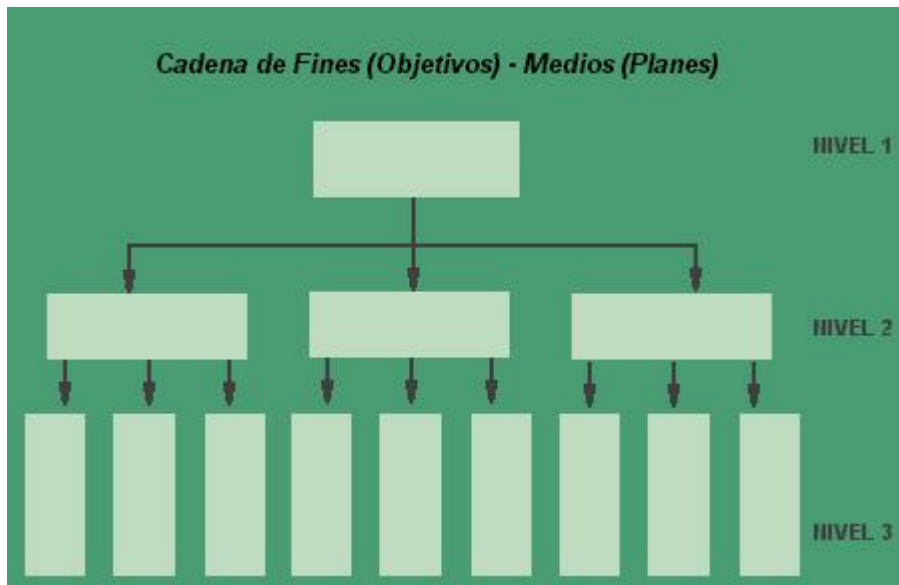 Cadena de Fines (Objetivos) - Medios (Planes)
NIVEL 1
NIVEL 2
NIVEL 3